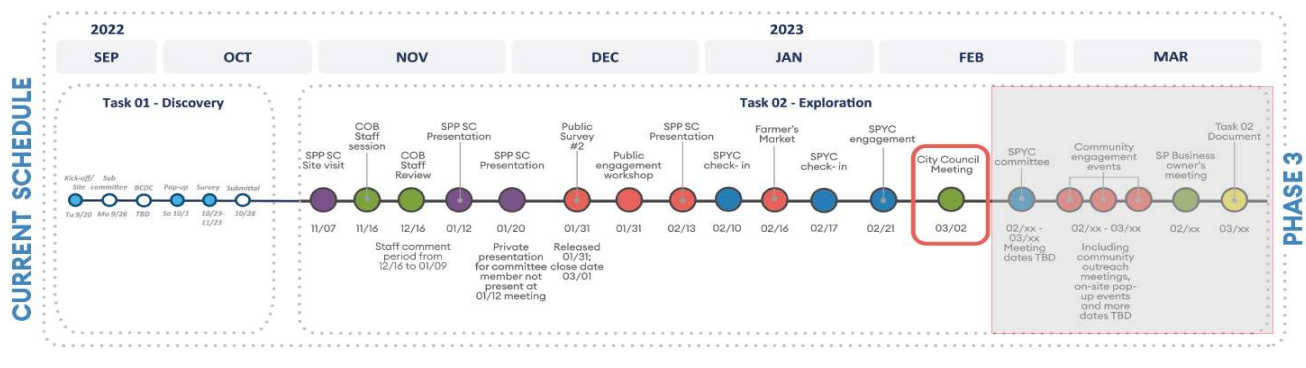 CURRENT SCHEDULE
2022
2023
SEP
OCT
NOV
DEC
JAN
FEB
MAR
Task 01 - Discovery
Kick-off/
Site
Tu 9/20
Sub
committee
Mo 9/26
BCDC
TBD
Pop-up
Sa 10/1
Survey
10/23-
11/23
Submittal
10/28
Task 02 - Exploration
SPP SC
Site visit
11/07
COB
Staff
session
11/16
COB
Staff
Review
12/16
Staff comment
period from
12/16 to 01/09
SPP SC
Presentation
01/12
SPP SC
Presentation
01/20
Private
presentation
for committee
member not
present at
01/12 meeting
Public
Survey
#2
01/31
Released
01/31;
close date
03/01
Public
engagement
workshop
01/31
SPP SC
Presentation
02/13
SPYC
check-in
02/10
Farmer's
Market
02/16
SPYC
check- in
02/17
SPYC
engagement
02/21
City Council
Meeting
03/02
SPYC
committee
02/xx -
03/xx
Meeting
dates TBD
Community
engagement
events
02/xx - 03/xx
Including
community
outreach
meetings,
on-site pop-
up events
and more
dates TBD
SP Business
owner's
meeting
02/xx
Task 02
Document
03/xx
PHASE 3